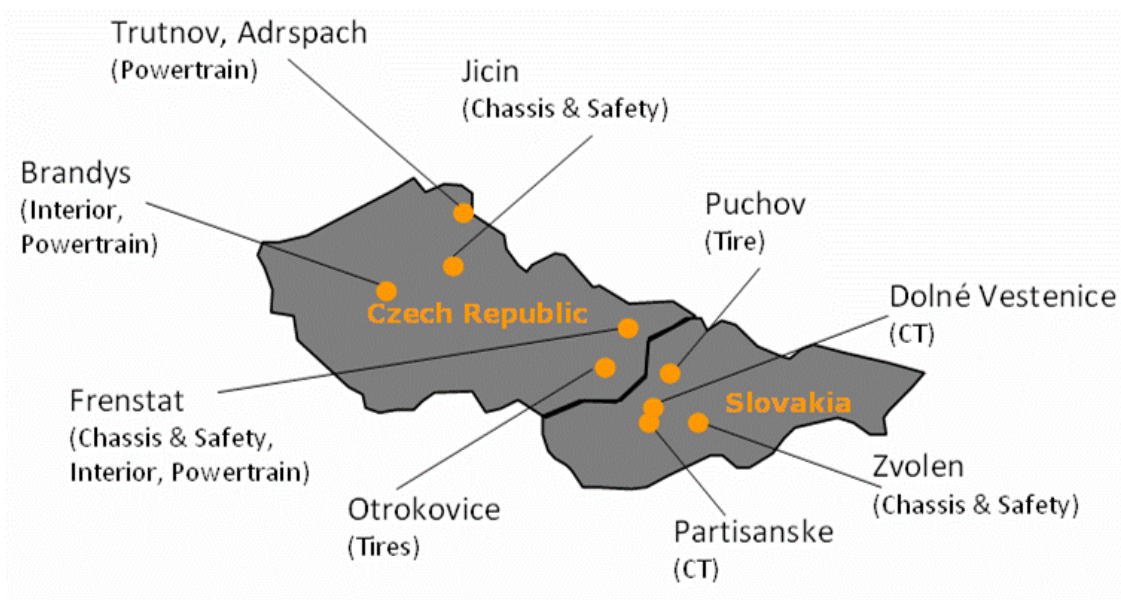 Trutnov, Adrspach
(Powertrain)
Jicin
(Chassis & Safety)
Brandys
(Interior,
Powertrain)
Puchov
(Tire)
Dolné Vestenice
(CT)
Czech Republic
Frenstat
(Chassis & Safety,
Interior, Powertrain)
Slovakia
Otrokovice
(Tires)
Zvolen
(Chassis & Safety)
Partisanske
(CT)